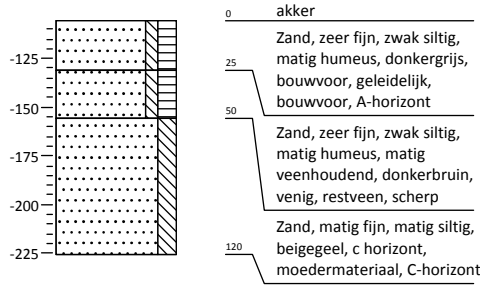 -125
-150
-175
-200
-225
0
akker
25
Zand, zeer fijn, zwak siltig,
matig humeus, donkergrijs,
bouwvoor, geleidelijk,
bouwvoor, A-horizont
50
Zand, zeer fijn, zwak siltig,
matig humeus, matig
veenhoudend, donkerbruin,
venig, restveen, scherp
120
Zand, matig fijn, matig siltig,
beigegeel, c horizont,
moedermateriaal, C-horizont